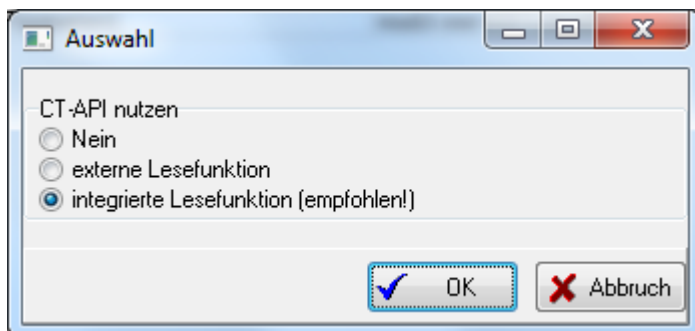 Auswahl
CT-API nutzen
Nein
externe Lesefunktion
integrierte Lesefunktion (empfohlen!)
OK
Abbruch